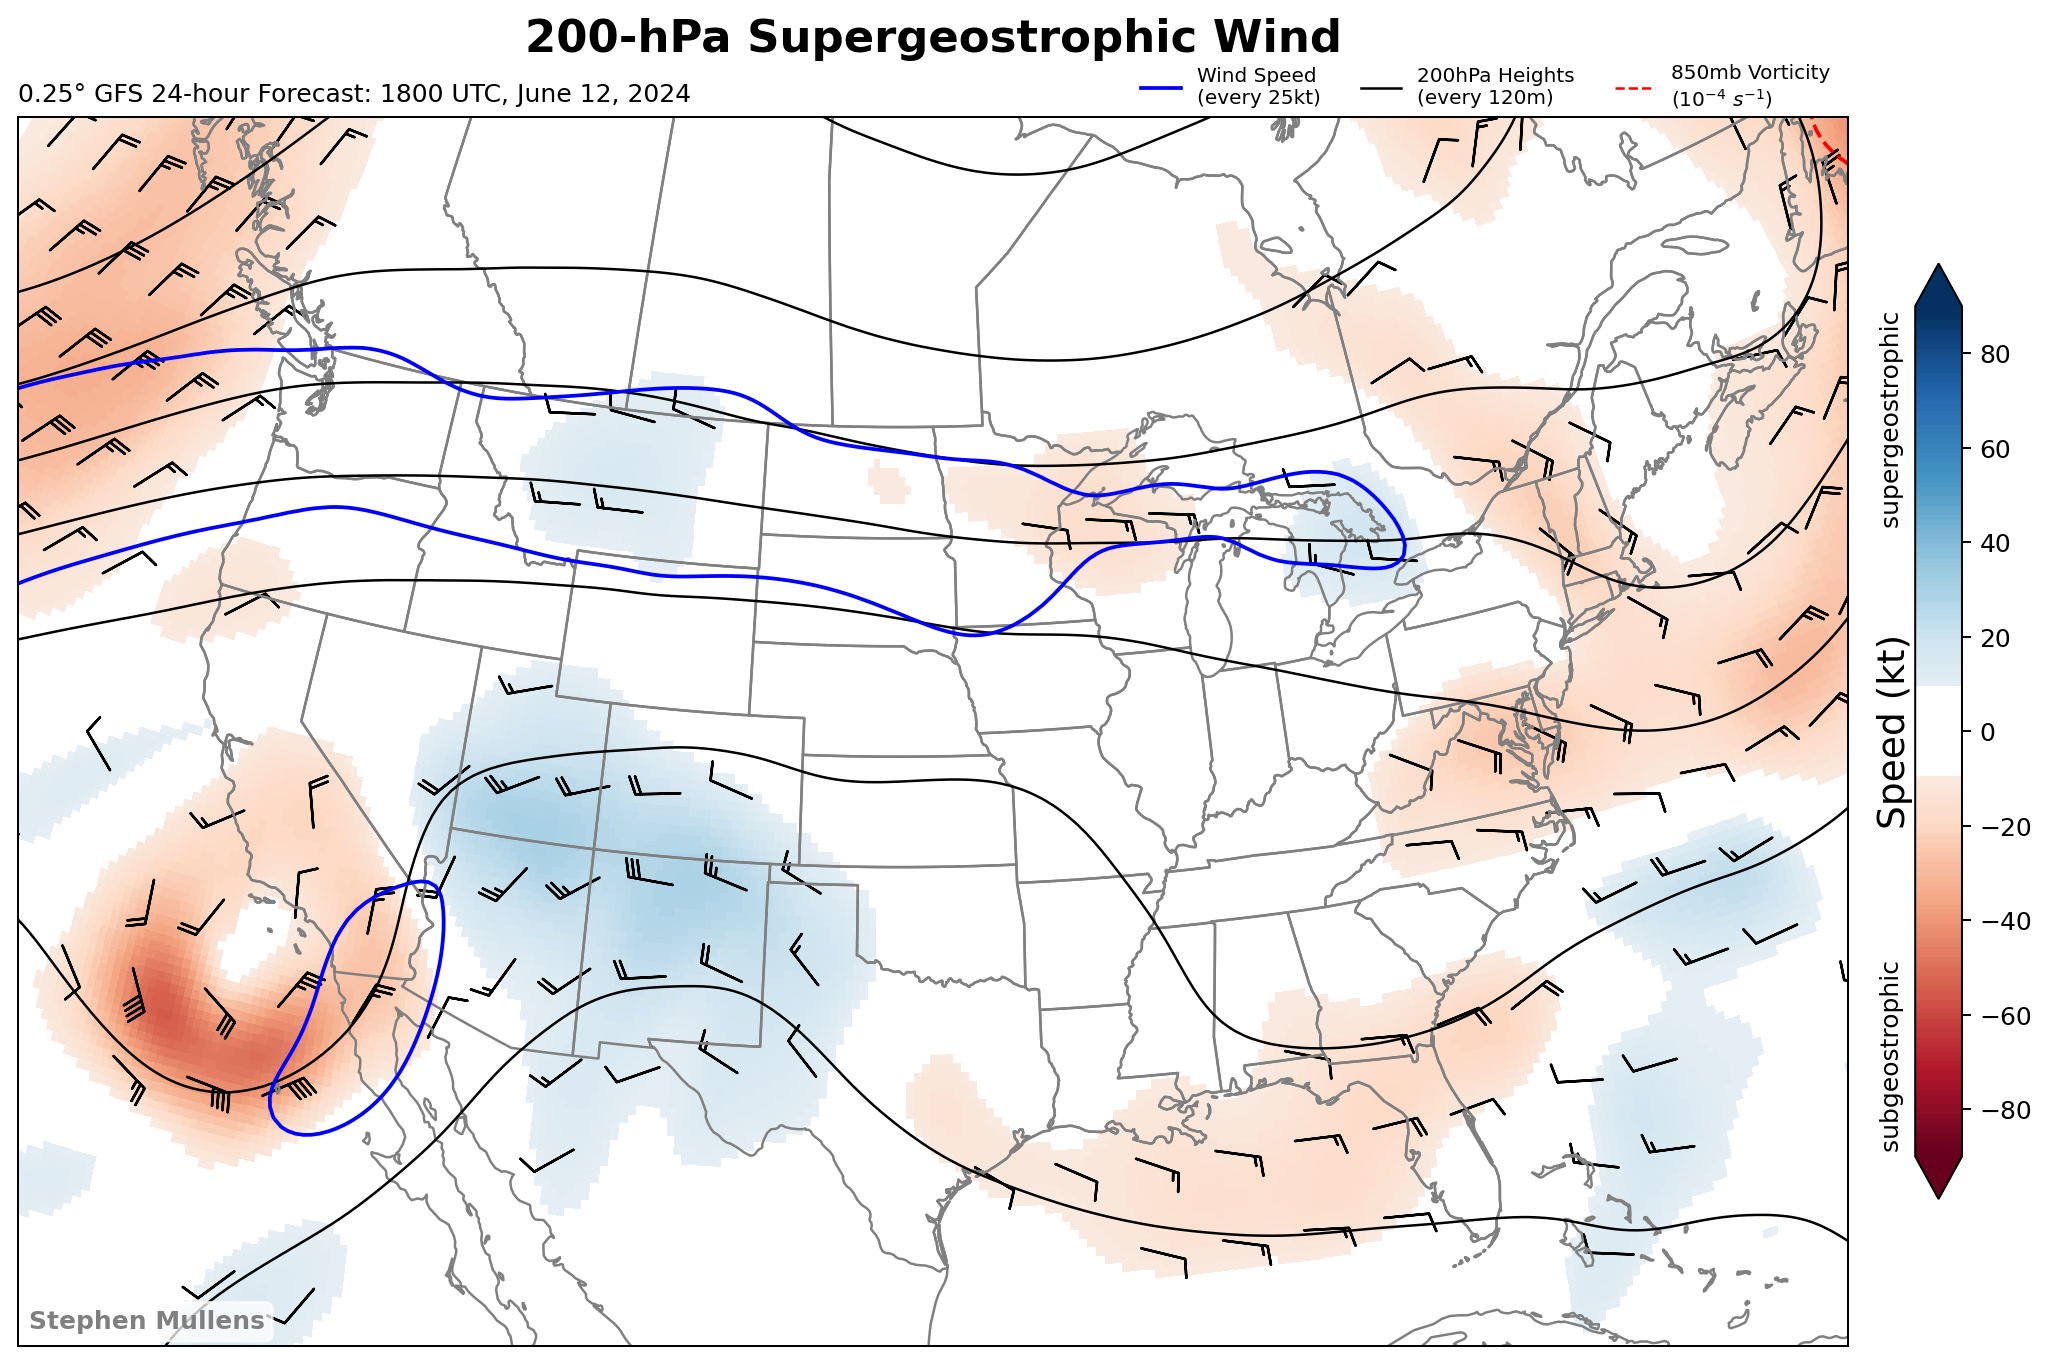 200-hPa Supergeostrophic Wind
0.25° GFS 24-hour Forecast: 1800 UTC, June 12, 2024
Wind Speed
(every 25kt)
200hPa Heights
(every 120m)
850mb Vorticity
(10⁻⁴ s⁻¹)
supergeostrophic
Speed (kt)
subgeostrophic
80
60
40
20
0
−20
−40
−60
−80
Stephen Mullens